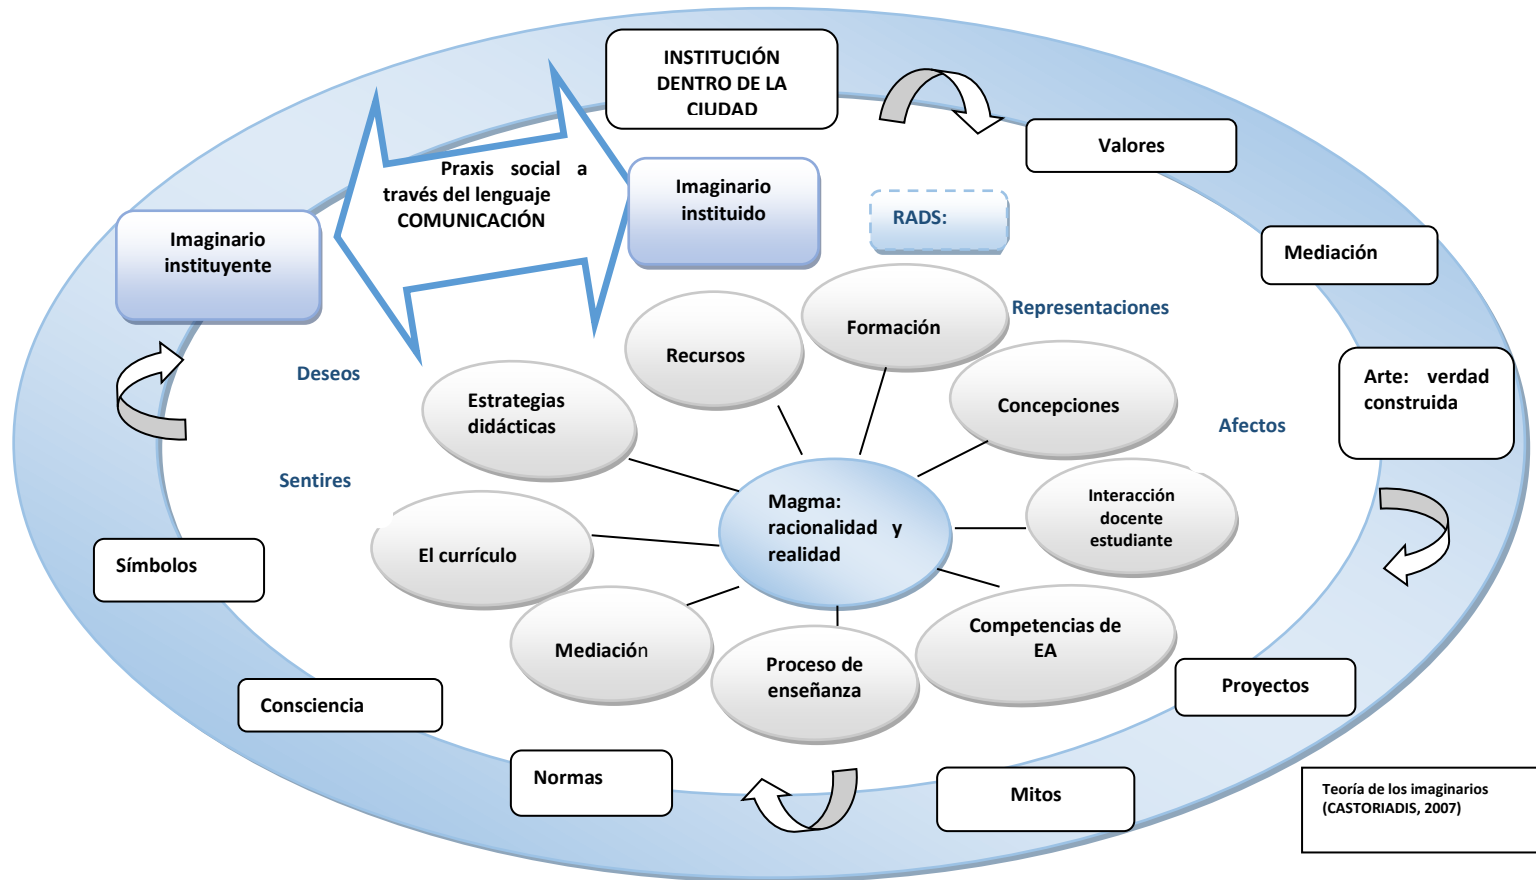 INSTITUCIÓN
DENTRO DE LA
CIUDAD
Valores
Praxis social a
través del lenguaje
COMUNICACIÓN
Imaginario
instituido
RADS:
Imaginario
instituyente
Mediación
Representaciones
Formación
Recursos
Deseos
Arte: verdad
construida
Estrategias
didácticas
Concepciones
Afectos
Sentires
Magma:
racionalidad y
realidad
Interacción
docente
estudiante
El currículo
Símbolos
Competencias de
EA
Mediación
Proceso de
enseñanza
Proyectos
Consciencia
Normas
Mitos
Teoría de los imaginarios
(CASTORIADIS, 2007)